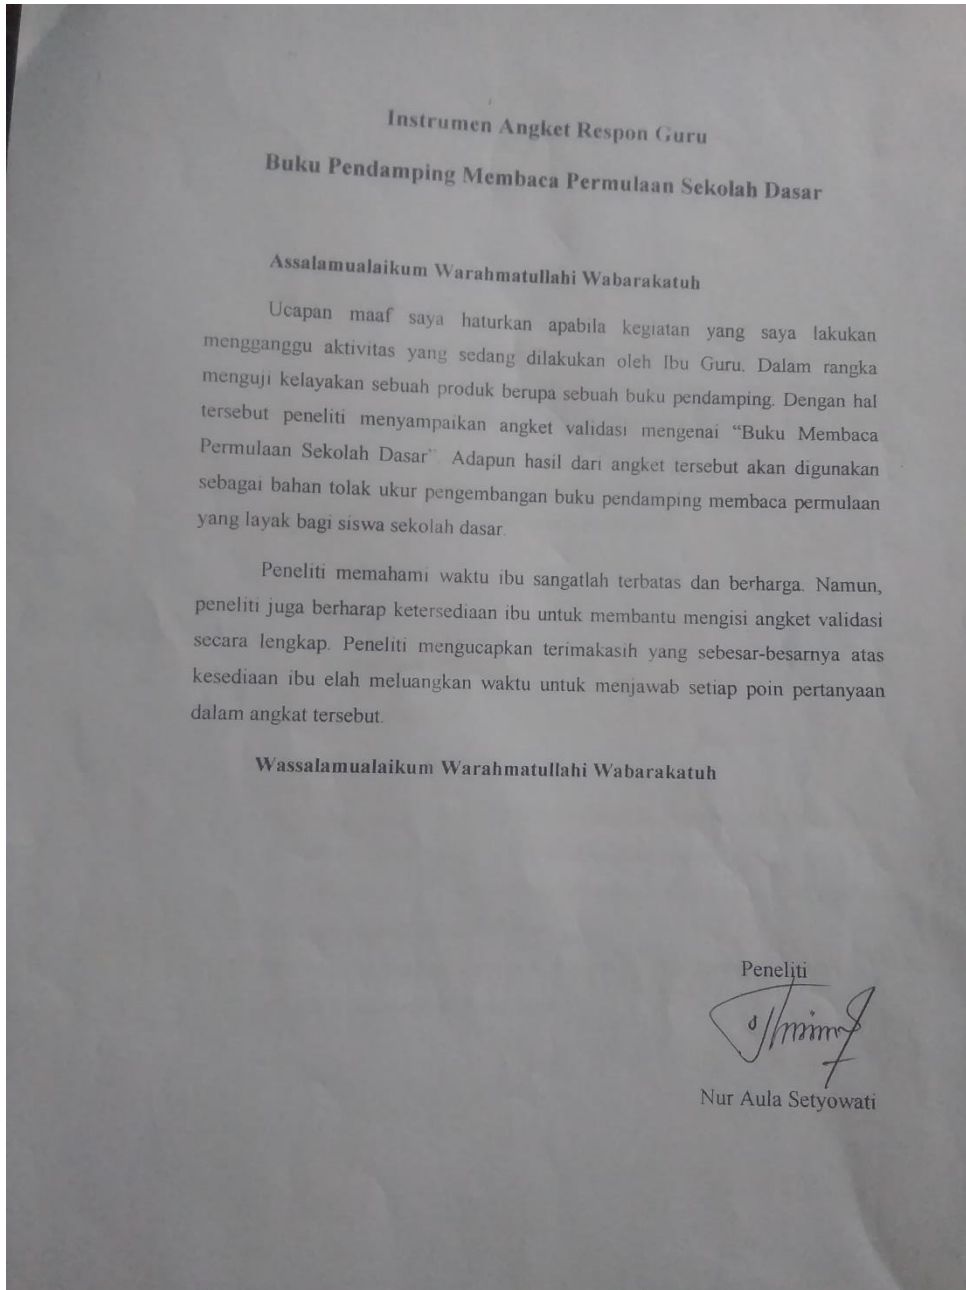 Instrumen Angket Respon Guru
Buku Pendamping Membaca Permulaan Sekolah Dasar
Assalamualaikum Warahmatullahi Wabarakatuh
Ucapan maaf saya haturkan apabila kegiatan yang saya lakukan
mengganggu aktivitas yang sedang dilakukan oleh Ibu Guru. Dalam rangka
menguji kelayakan sebuah produk berupa sebuah buku pendamping. Dengan hal
tersebut peneliti menyampaikan angket validasi mengenai “Buku Membaca
Permulaan Sekolah Dasar” Adapun hasil dari angket tersebut akan digunakan
sebagai bahan tolak ukur pengembangan buku pendamping membaca permulaan
yang layak bagi siswa sekolah dasar.
Peneliti memahami waktu ibu sangatlah terbatas dan berharga. Namun,
peneliti juga berharap ketersediaan ibu untuk membantu mengisi angket validasi
secara lengkap. Peneliti mengucapkan terimakasih yang sebesar-besarnya atas
kesediaan ibu elah meluangkan waktu untuk menjawab setiap poin pertanyaan
dalam angkat tersebut.
Wassalamualaikum Warahmatullahi Wabarakatuh
Peneliti
Nur Aula Setyowati